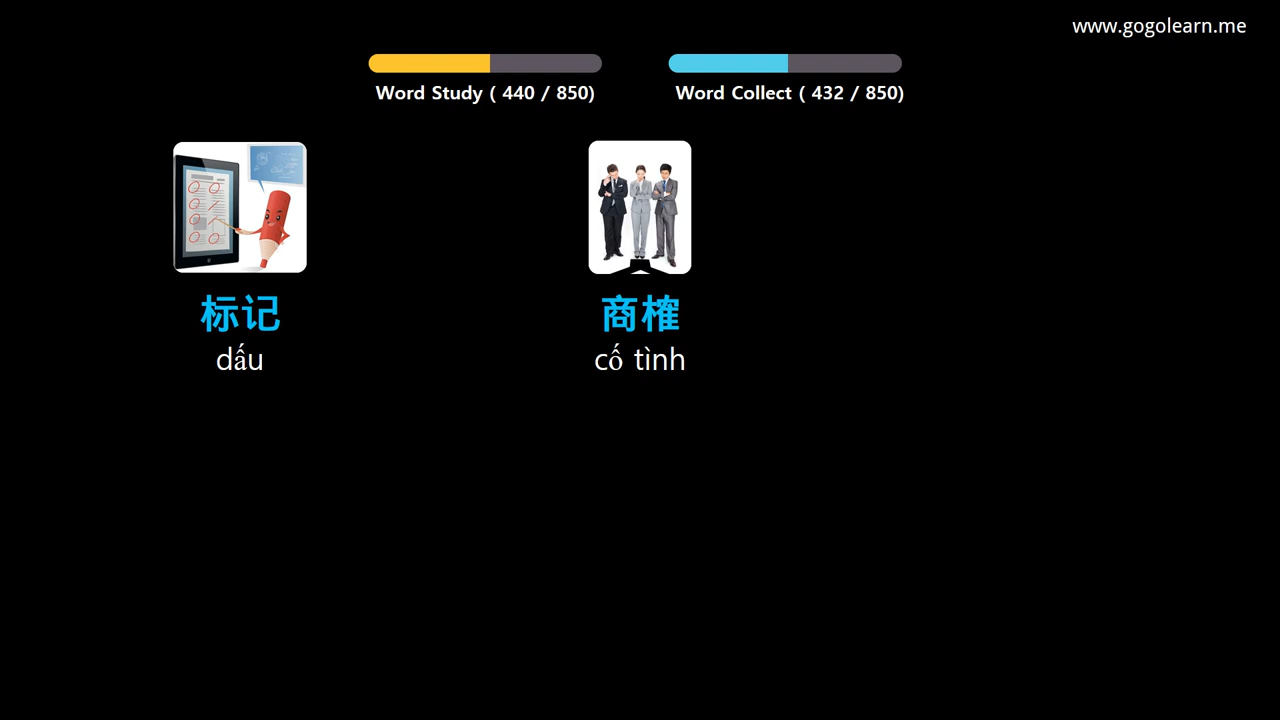 www.gogolearn.me
Word Study ( 440 / 850)
Word Collect ( 432 / 850)
标记
dấu
商榷
cố tình